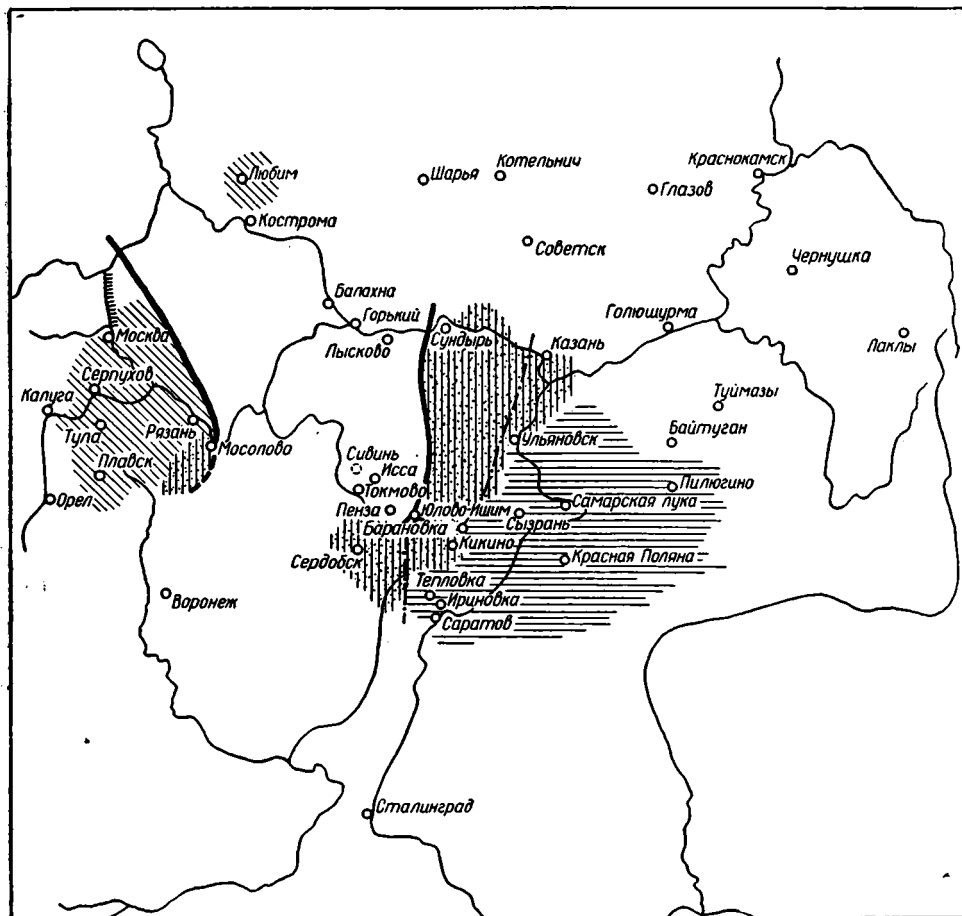 Любим
Шарья
Котельнич
Краснокамск
Глазов
Кострома
Советск
Чернушка
Балахна
Горький
Голюшурма
Москва
Лысково
Сундырь
Казань
Лаклы
Серпухов
Калуга
Туймазы
Тула
Рязань
Мосолово
Ульяновск
Байтуган
Плавск
Сивинь
Исса
Токмово
Пилюгино
Орел
Пенза
Юлово-Ишим
Самарская лука
Барановка
Сызрань
Кикино
Сердобск
Красная Поляна
Тепловка
Воронеж
Ириновка
Саратов
Сталинград